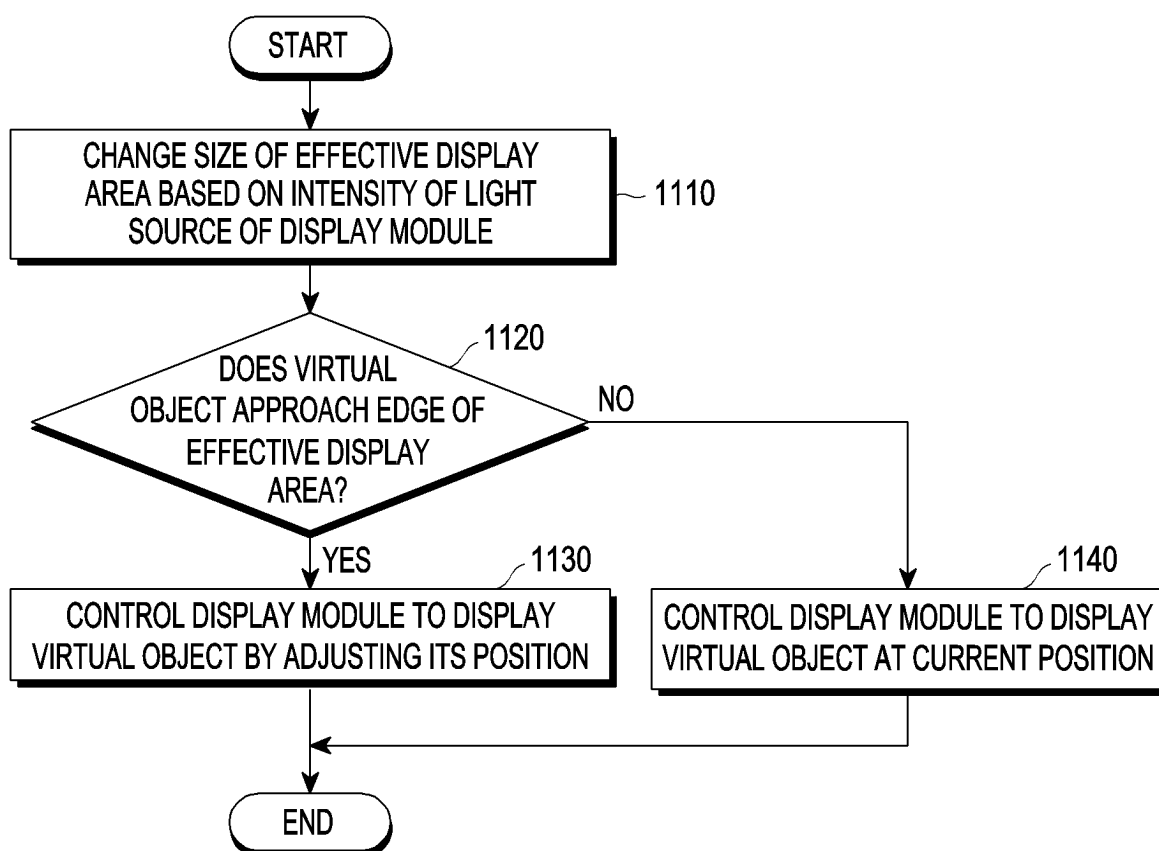 START
CHANGE SIZE OF EFFECTIVE DISPLAY
AREA BASED ON INTENSITY OF LIGHT
SOURCE OF DISPLAY MODULE
1110
1120
DOES VIRTUAL
OBJECT APPROACH EDGE OF
EFFECTIVE DISPLAY
AREA?
NO
YES
1130
CONTROL DISPLAY MODULE TO DISPLAY
VIRTUAL OBJECT BY ADJUSTING ITS POSITION
1140
CONTROL DISPLAY MODULE TO DISPLAY
VIRTUAL OBJECT AT CURRENT POSITION
END